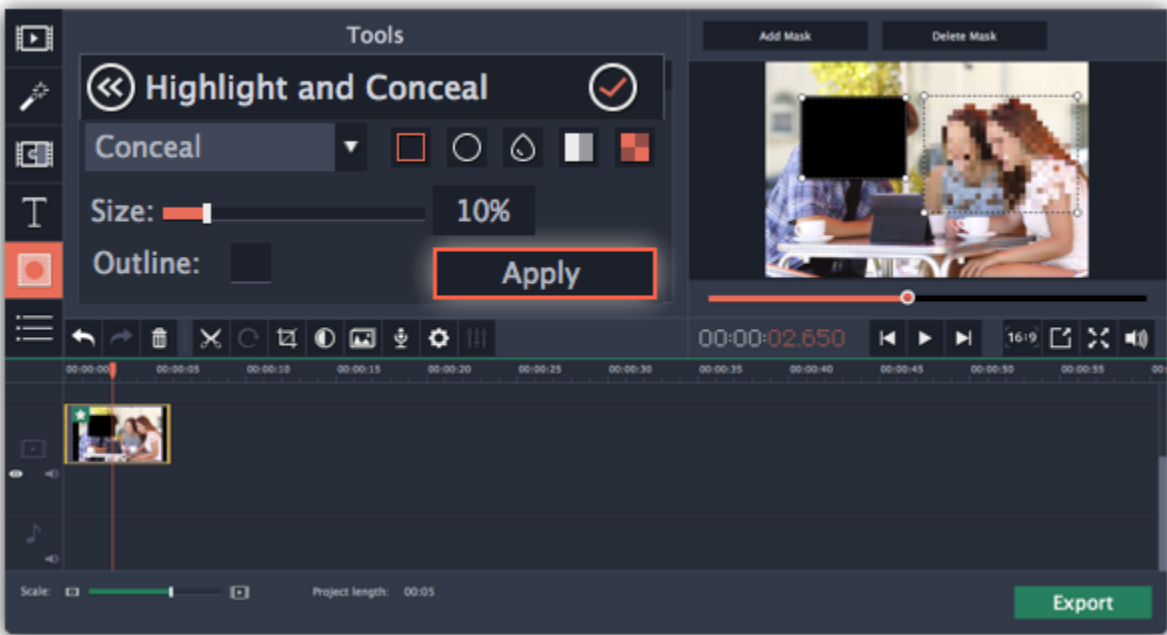 Tools
Add Mask
Delete Mask
Highlight and Conceal
Conceal
Size:
10%
Outline:
Apply
T
00:00:02.650
16:9
00:00:00
00:00:05
00:00:10
00:00:15
00:00:20
00:00:25
00:00:30
00:00:35
00:00:40
00:00:45
00:00:50
00:00:55
00:
Scale:
Project length: 00:05
Export